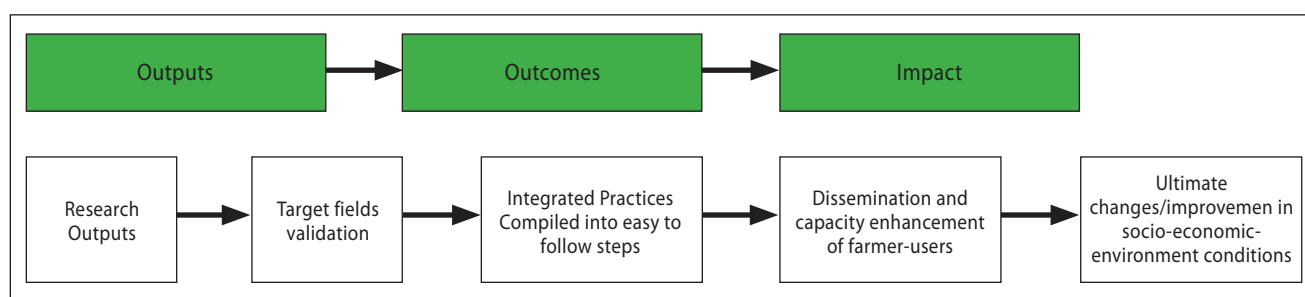 Outputs
Outcomes
Impact
Research
Outputs
Target fields
validation
Integrated Practices
Compiled into easy to
follow steps
Dissemination and
capacity enhancement
of farmer-users
Ultimate
changes/improvemen in
socio-economic-
environment conditions